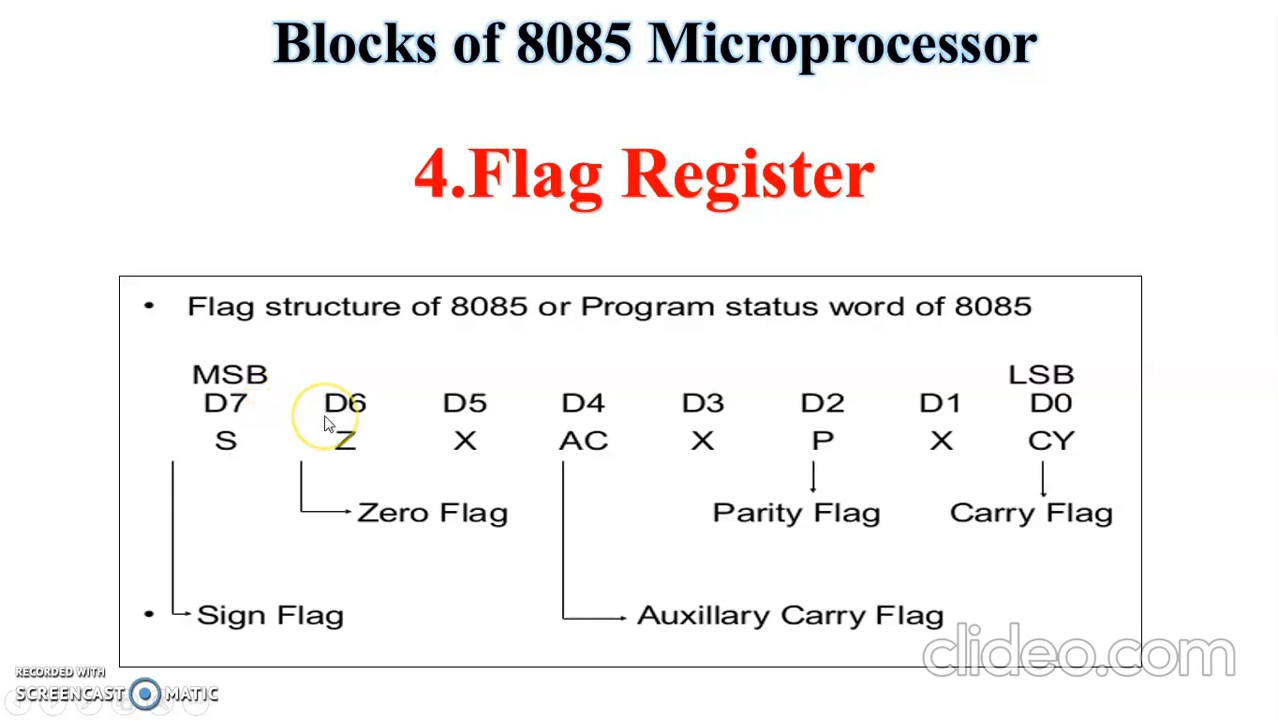 Blocks of 8085 Microprocessor
4.Flag Register
• Flag structure of 8085 or Program status word of 8085
MSB LSB
D7 D6 D5 D4 D3 D2 D1 D0
S Z X AC X P X CY
Zero Flag Parity Flag Carry Flag
• Sign Flag Auxillary Carry Flag
clideo.com
RECORDED WITH
SCREENCAST MATIC